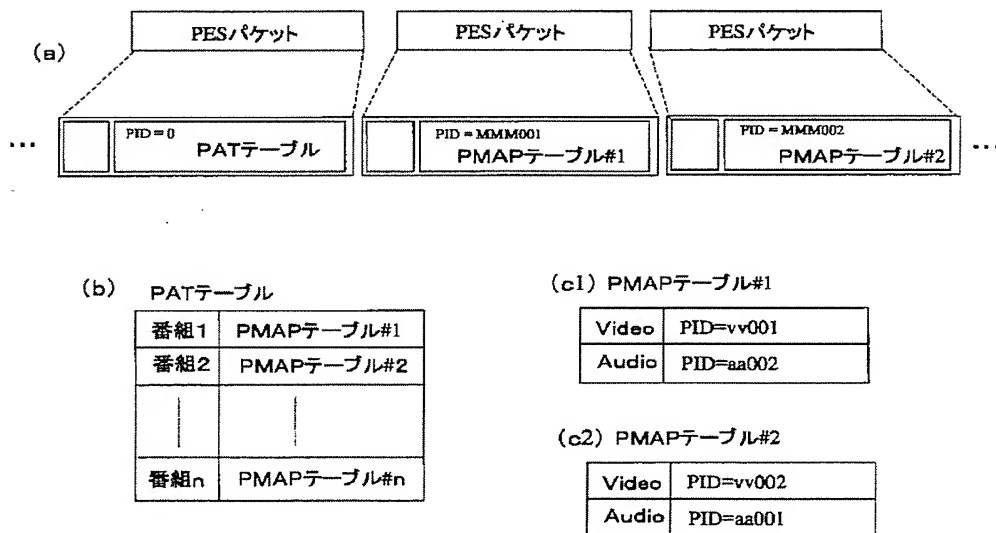 (a)
PESパケット PESパケット PESパケット
… PID=0 PID=MMM001 PID=MMM002 …
PATテーブル PMAPテーブル#1 PMAPテーブル#2
(b) PATテーブル
番組1 PMAPテーブル#1
番組2 PMAPテーブル#2
番組n PMAPテーブル#n
(c1) PMAPテーブル#1
Video PID=vv001
Audio PID=aa002
(c2) PMAPテーブル#2
Video PID=vv002
Audio PID=aa001